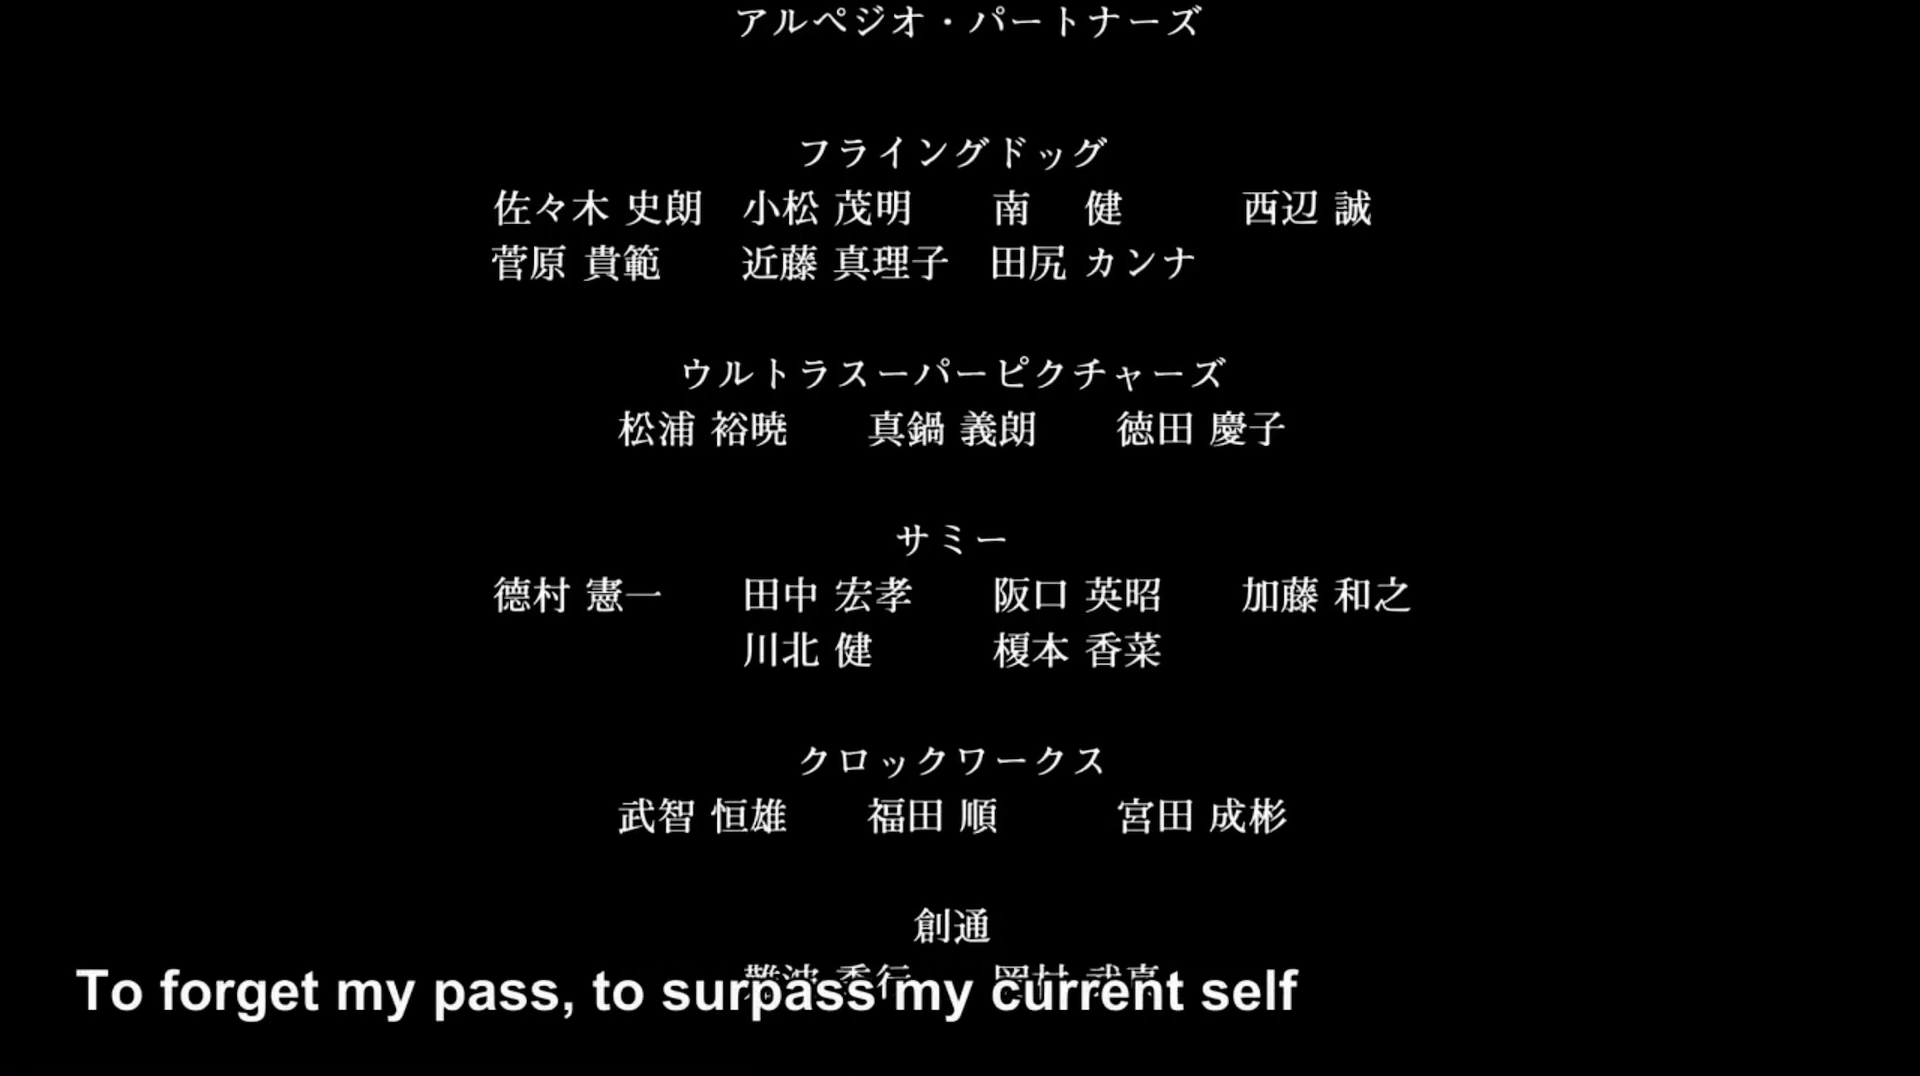 アルペジオ・パートナーズ
フライングドッグ
佐々木 史朗 小松 茂明 南 健 西辺 誠
菅原 貴範 近藤 真理子 田尻 カンナ
ウルトラスーパーピクチャーズ
松浦 裕暁 真鍋 義朗 徳田 慶子
サミー
德村 憲一 田中 宏孝 阪口 英昭 加藤 和之
川北 健 榎本 香菜
クロックワークス
武智 恒雄 福田 順 宮田 成彬
創通
To forget my pass, to surpass my current self